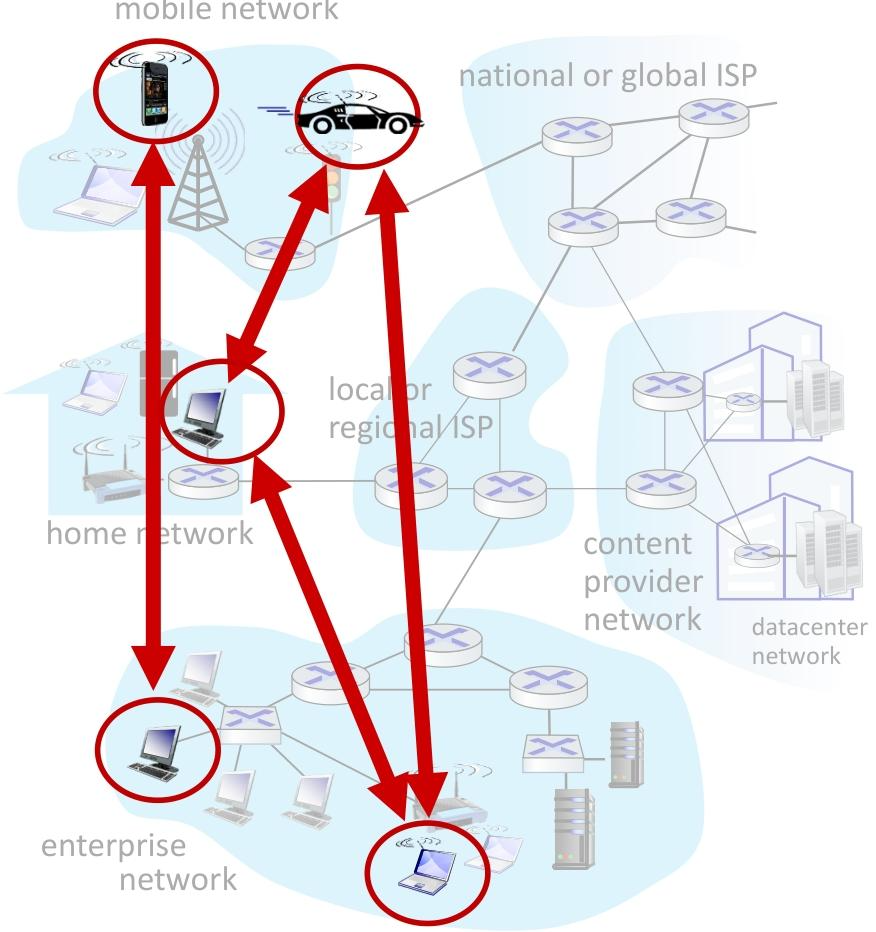 mobile network
national or global ISP
local or
regional ISP
home network
content
provider
network
datacenter
network
enterprise
network